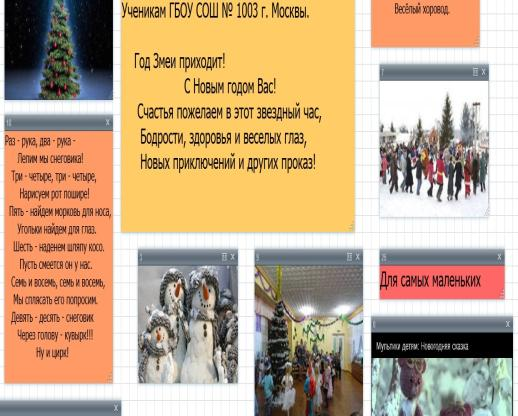 Ученикам ГБОУ СОШ № 1003 г. Москвы.
Год Змеи приходит!
С Новым годом Вас!
Счастья пожелаем в этот звездный час,
Бодрости, здоровья и веселых глаз,
Новых приключений и других проказ!
Весёлый хоровод.
Раз - рука, два - рука -
Лепим мы снеговика!
Три - четыре, три - четыре,
Нарисуем рот пошире!
Пять - найдем морковь для носа,
Угольки найдем для глаз.
Шесть - наденем шляпу косо.
Пусть смеется он у нас.
Семь и восемь, семь и восемь,
Мы сплясать его попросим.
Девять - десять - снеговик
Через голову - кувырк!!!
Ну и цирк!
Для самых маленьких
Мультики детям: Новогодняя сказка